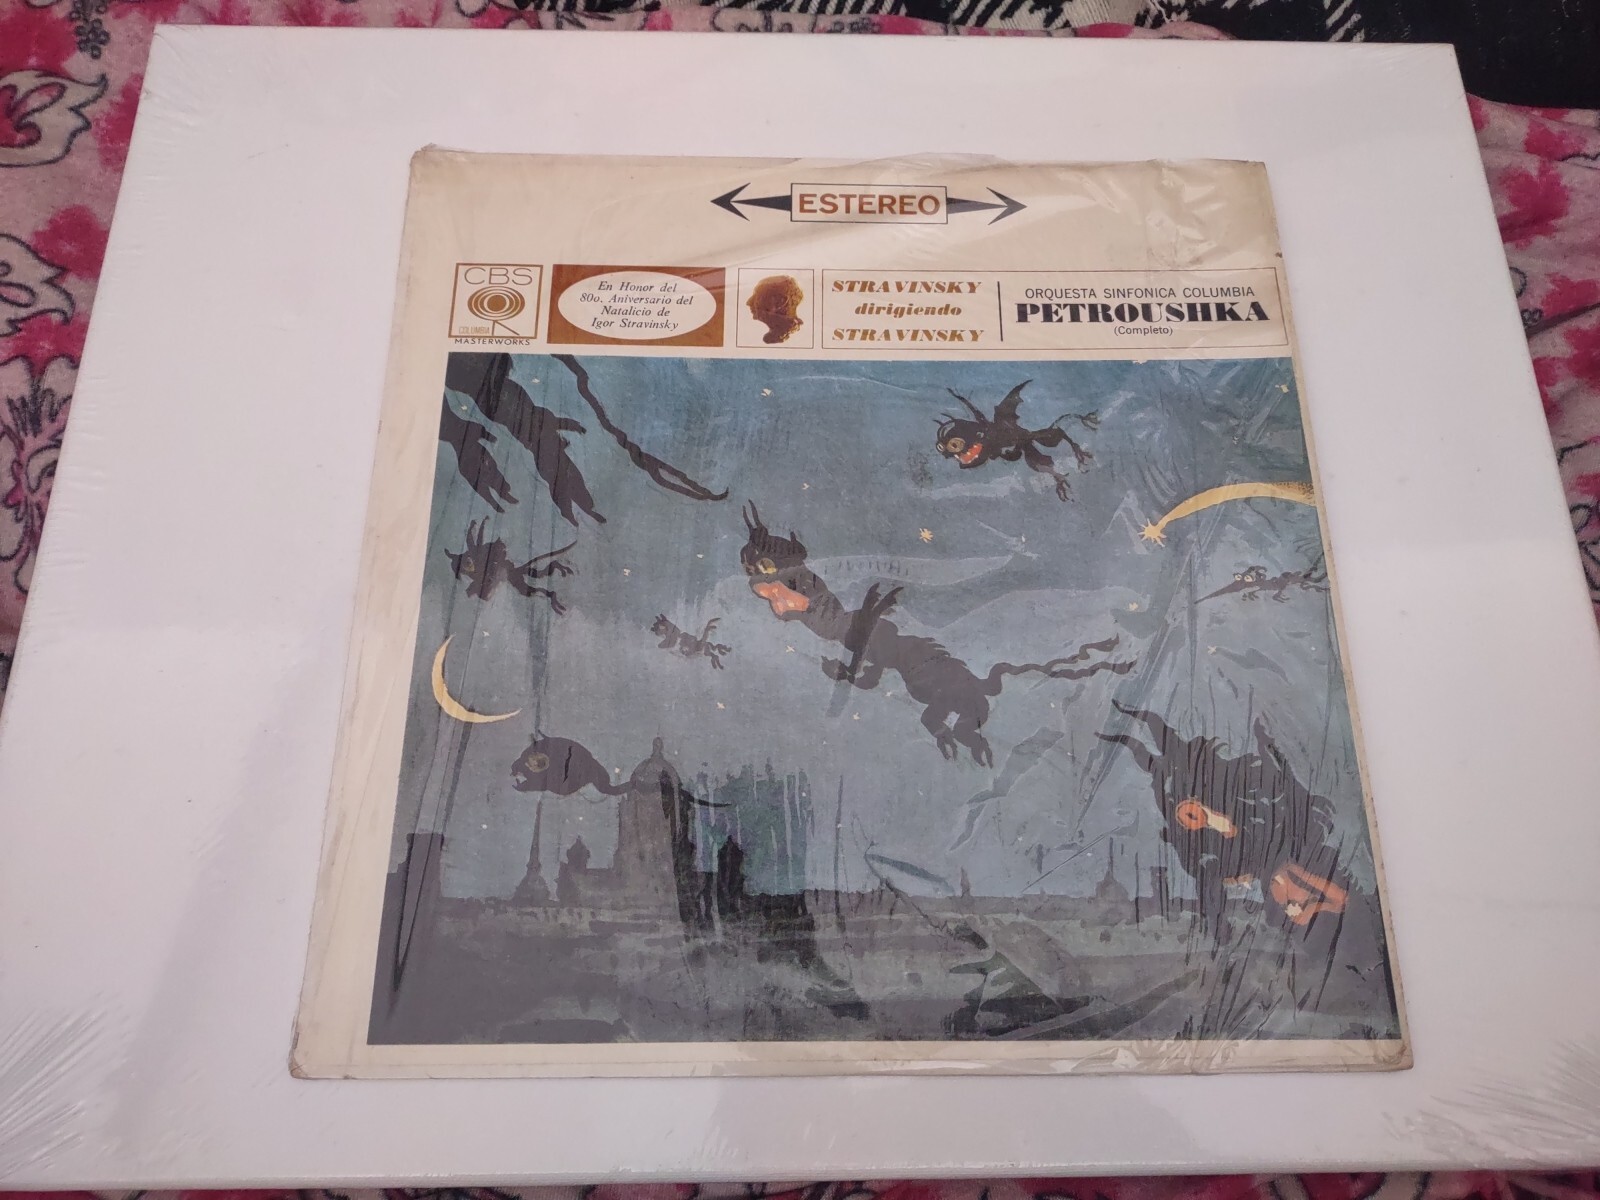 ESTEREO
CBS
COLUMBIA
MASTERWORKS
En Honor del
80o. Aniversario del
Natalicio de
Igor Stravinsky
STRAVINSKY
dirigiendo
STRAVINSKY
ORQUESTA SINFONICA COLUMBIA
PETROUSHKA
(Completo)